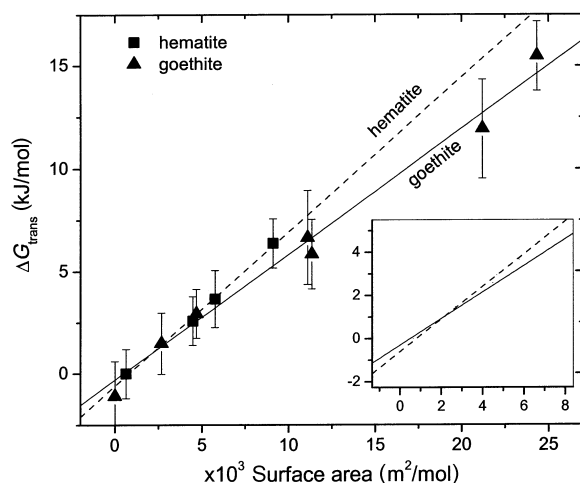 hematite
goethite
15
10
5
0
ΔG_trans (kJ/mol)
hematite
goethite
4
2
0
-2
0 2 4 6 8
0 5 10 15 20 25
x10³ Surface area (m²/mol)